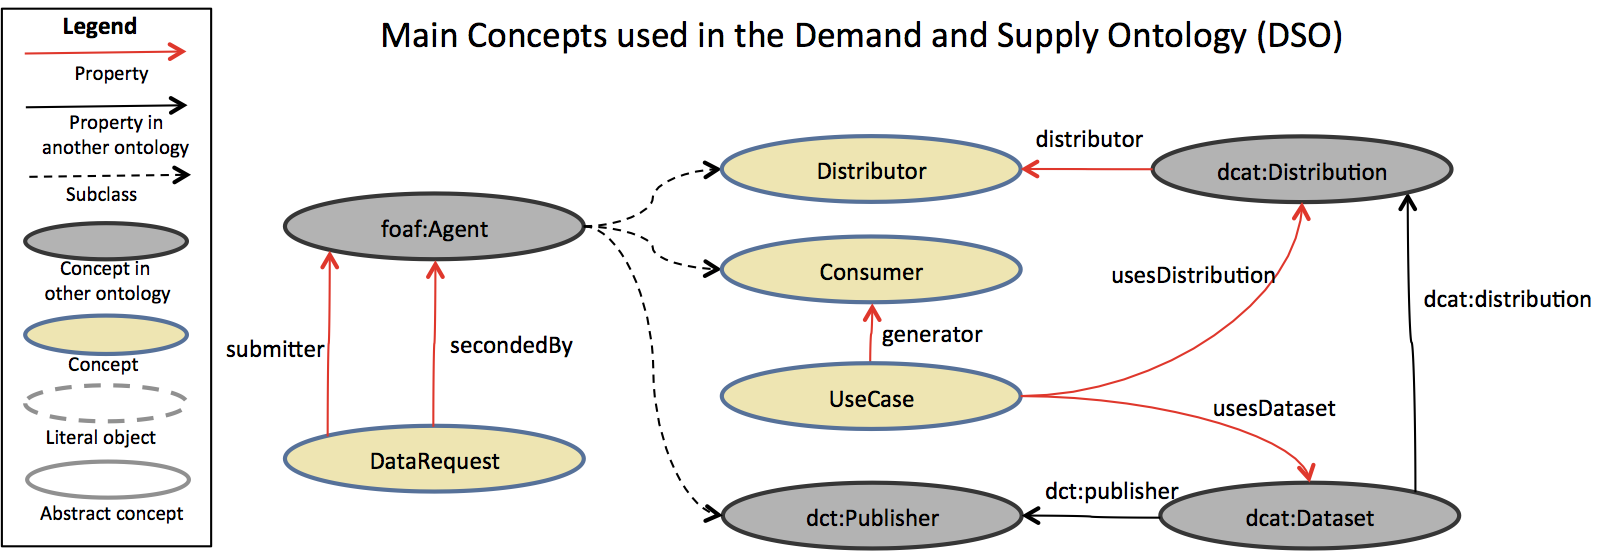 Legend
Property
Property in
another ontology
Subclass
Concept in
other ontology
Concept
Literal object
Abstract concept
Main Concepts used in the Demand and Supply Ontology (DSO)
distributor
Distributor
dcat:Distribution
foaf:Agent
Consumer
usesDistribution
dcat:distribution
generator
submitter
secondedBy
UseCase
usesDataset
DataRequest
dct:publisher
dct:Publisher
dcat:Dataset